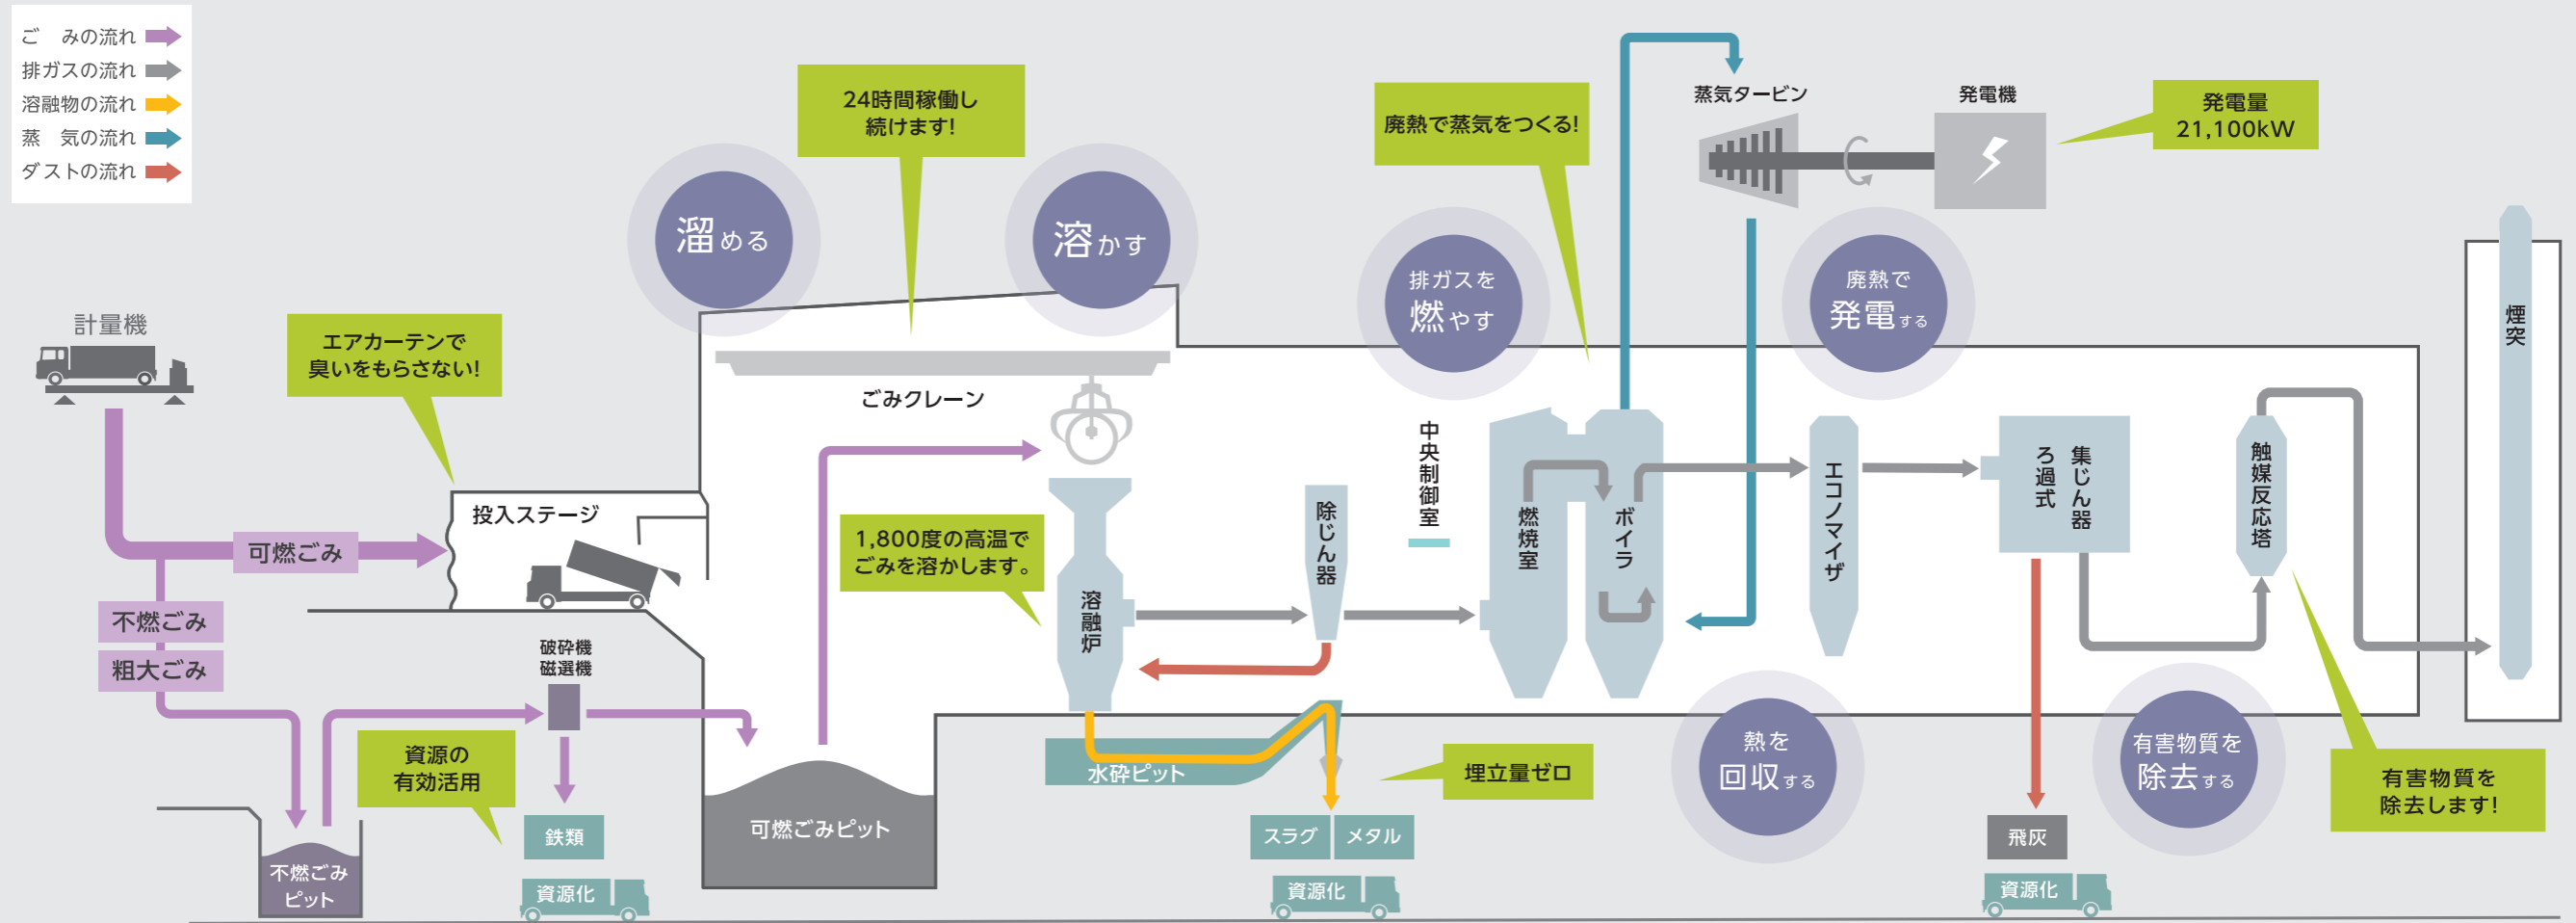 ご　みの流れ
排ガスの流れ
溶融物の流れ
蒸　気の流れ
ダストの流れ
計量機
可燃ごみ
不燃ごみ
粗大ごみ
エアカーテンで
臭いをもらさない!
投入ステージ
破砕機
磁選機
資源の
有効活用
不燃ごみ
ピット
鉄類
資源化
溜める
24時間稼働し
続けます!
溶かす
ごみクレーン
1,800度の高温で
ごみを溶かします。
溶融炉
可燃ごみピット
水砕ピット
除じん器
埋立量ゼロ
スラグ
メタル
資源化
中央制御室
廃熱で蒸気をつくる!
排ガスを
燃やす
燃焼室
ボイラ
蒸気タービン
発電機
発電量
21,100kW
廃熱で
発電する
エコノマイザ
熱を
回収する
集じん器
ろ過式
飛灰
資源化
触媒反応塔
有害物質を
除去する
有害物質を
除去します!
煙突